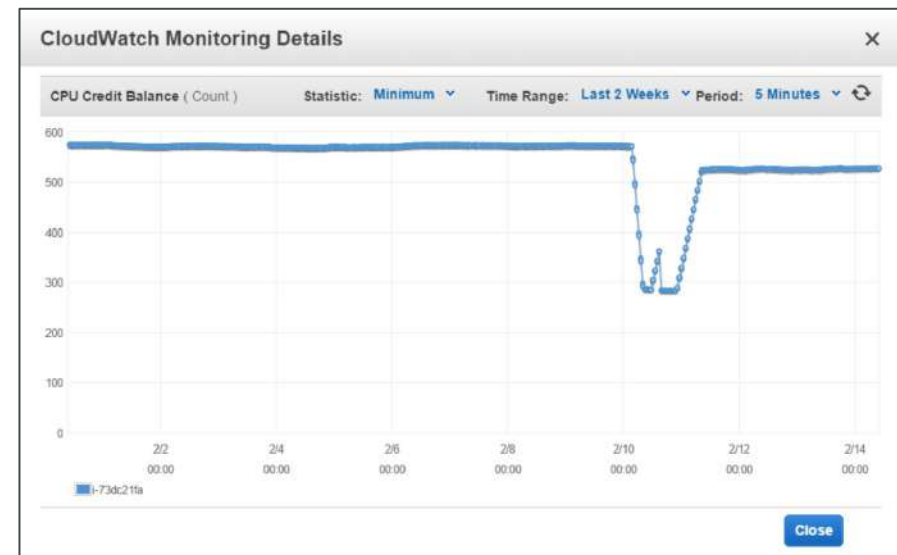 CloudWatch Monitoring Details ×
CPU Credit Balance ( Count ) Statistic: Minimum Time Range: Last 2 Weeks Period: 5 Minutes
600
500
400
300
200
100
0
2/2 2/4 2/6 2/8 2/10 2/12 2/14
00:00 00:00 00:00 00:00 00:00 00:00 00:00
i-73dc21fa
Close